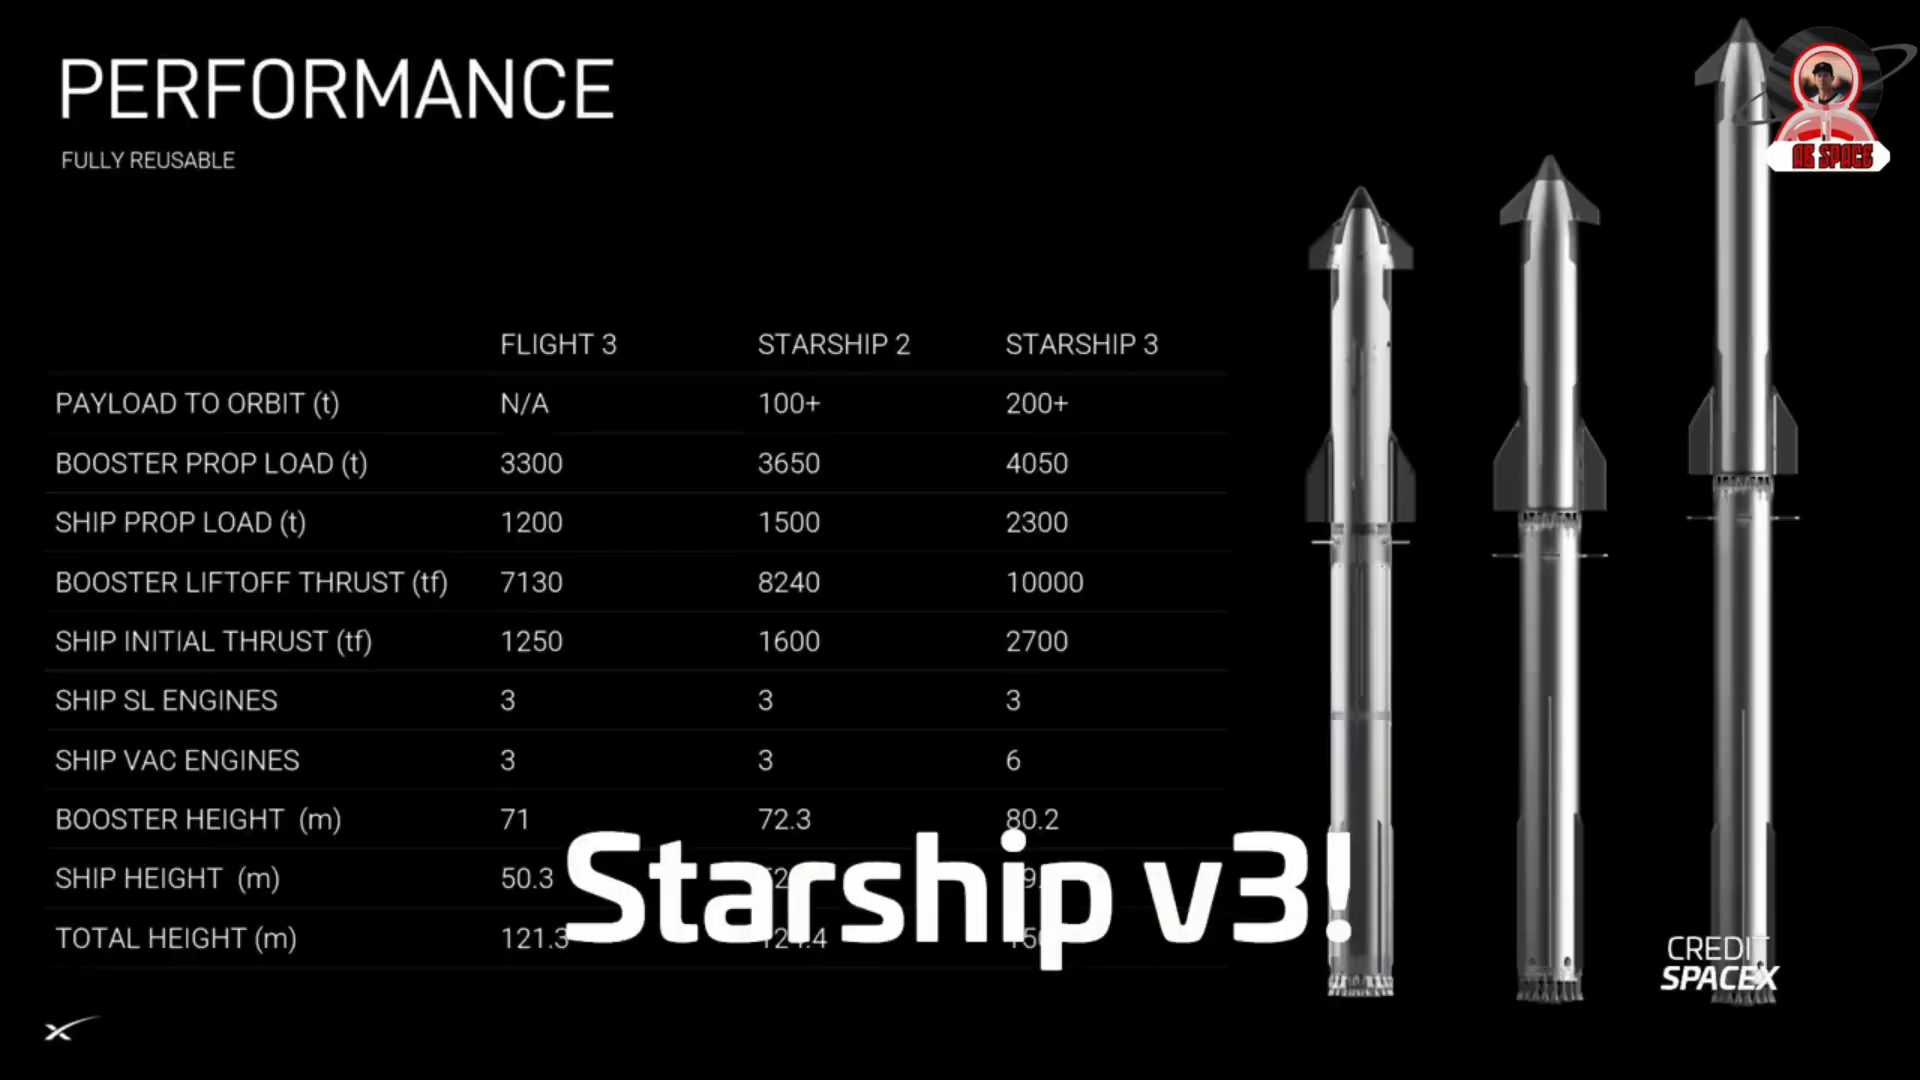 PERFORMANCE
FULLY REUSABLE
AB SPACE
FLIGHT 3 STARSHIP 2 STARSHIP 3
PAYLOAD TO ORBIT (t) N/A 100+ 200+
BOOSTER PROP LOAD (t) 3300 3650 4050
SHIP PROP LOAD (t) 1200 1500 2300
BOOSTER LIFTOFF THRUST (tf) 7130 8240 10000
SHIP INITIAL THRUST (tf) 1250 1600 2700
SHIP SL ENGINES 3 3 3
SHIP VAC ENGINES 3 3 6
BOOSTER HEIGHT (m) 71 72.3 80.2
SHIP HEIGHT (m) 50.3
Starship v3!
TOTAL HEIGHT (m) 121.3
CREDIT
SPACEX